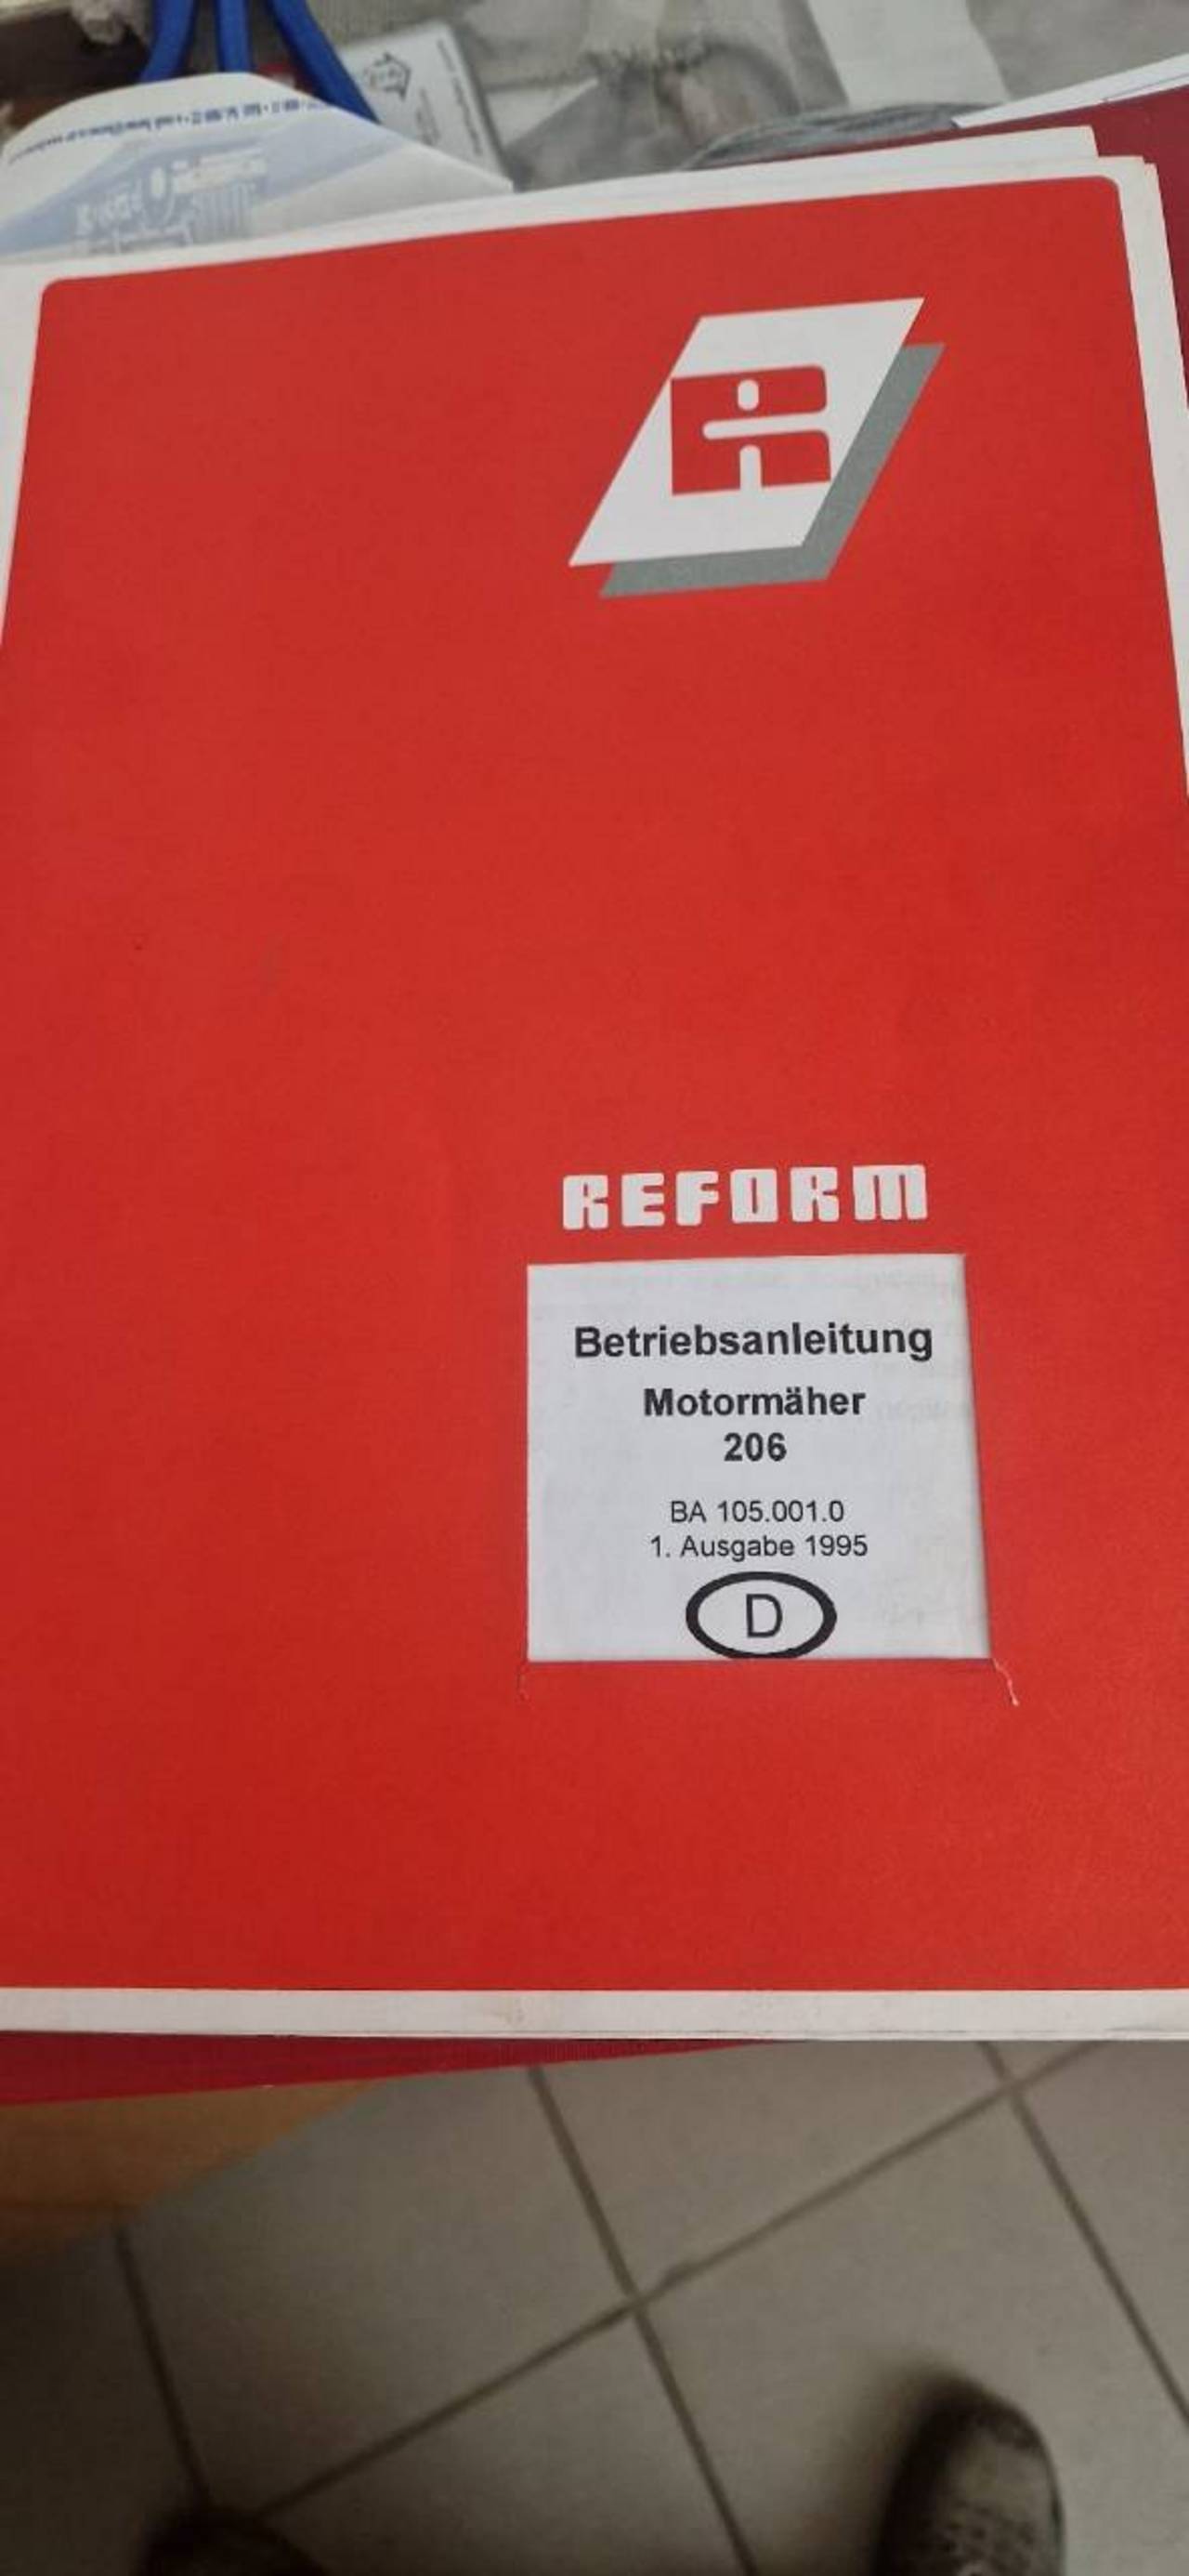 R
REFORM
Betriebsanleitung
Motormäher
206
BA 105.001.0
1. Ausgabe 1995
D